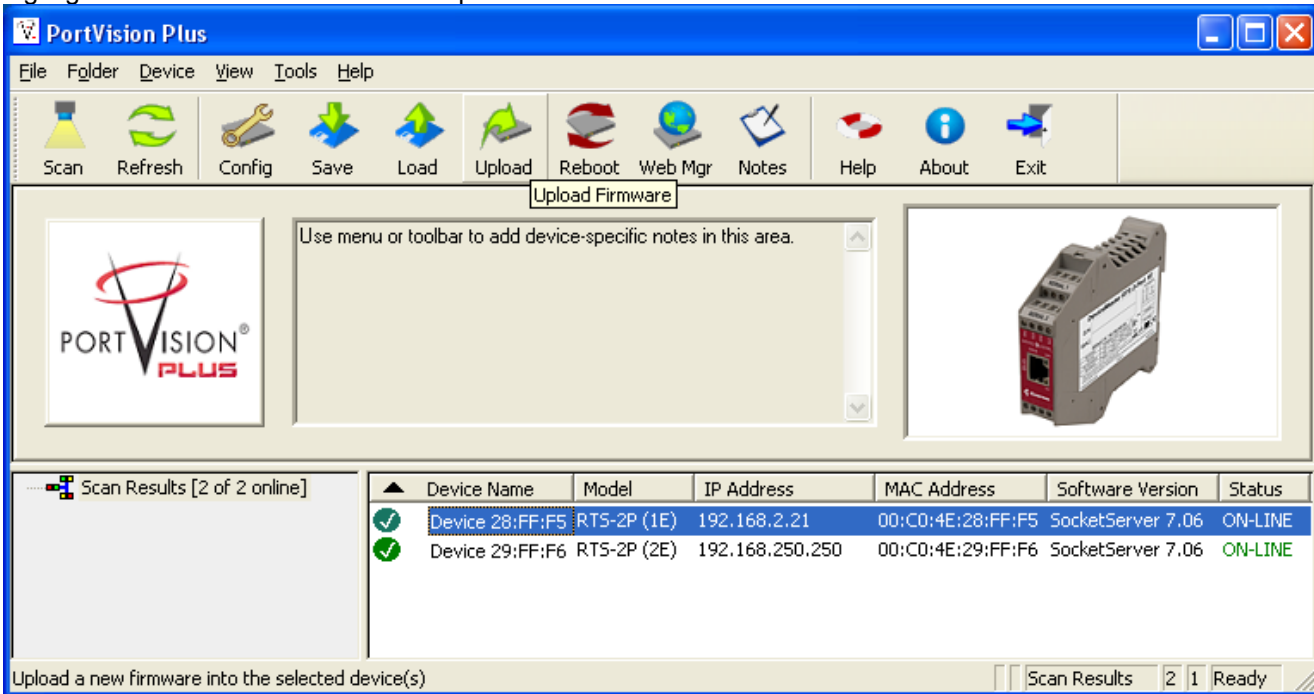 PortVision Plus
File Folder Device View Tools Help
Scan Refresh Config Save Load Upload Reboot Web Mgr Notes Help About Exit
Upload Firmware
Use menu or toolbar to add device-specific notes in this area.
PORT VISION®
PLUS
Scan Results [2 of 2 online]
Device Name Model IP Address MAC Address Software Version Status
Device 28:FF:F5 RTS-2P (1E) 192.168.2.21 00:C0:4E:28:FF:F5 SocketServer 7.06 ON-LINE
Device 29:FF:F6 RTS-2P (2E) 192.168.250.250 00:C0:4E:29:FF:F6 SocketServer 7.06 ON-LINE
Upload a new firmware into the selected device(s) Scan Results 2 1 Ready